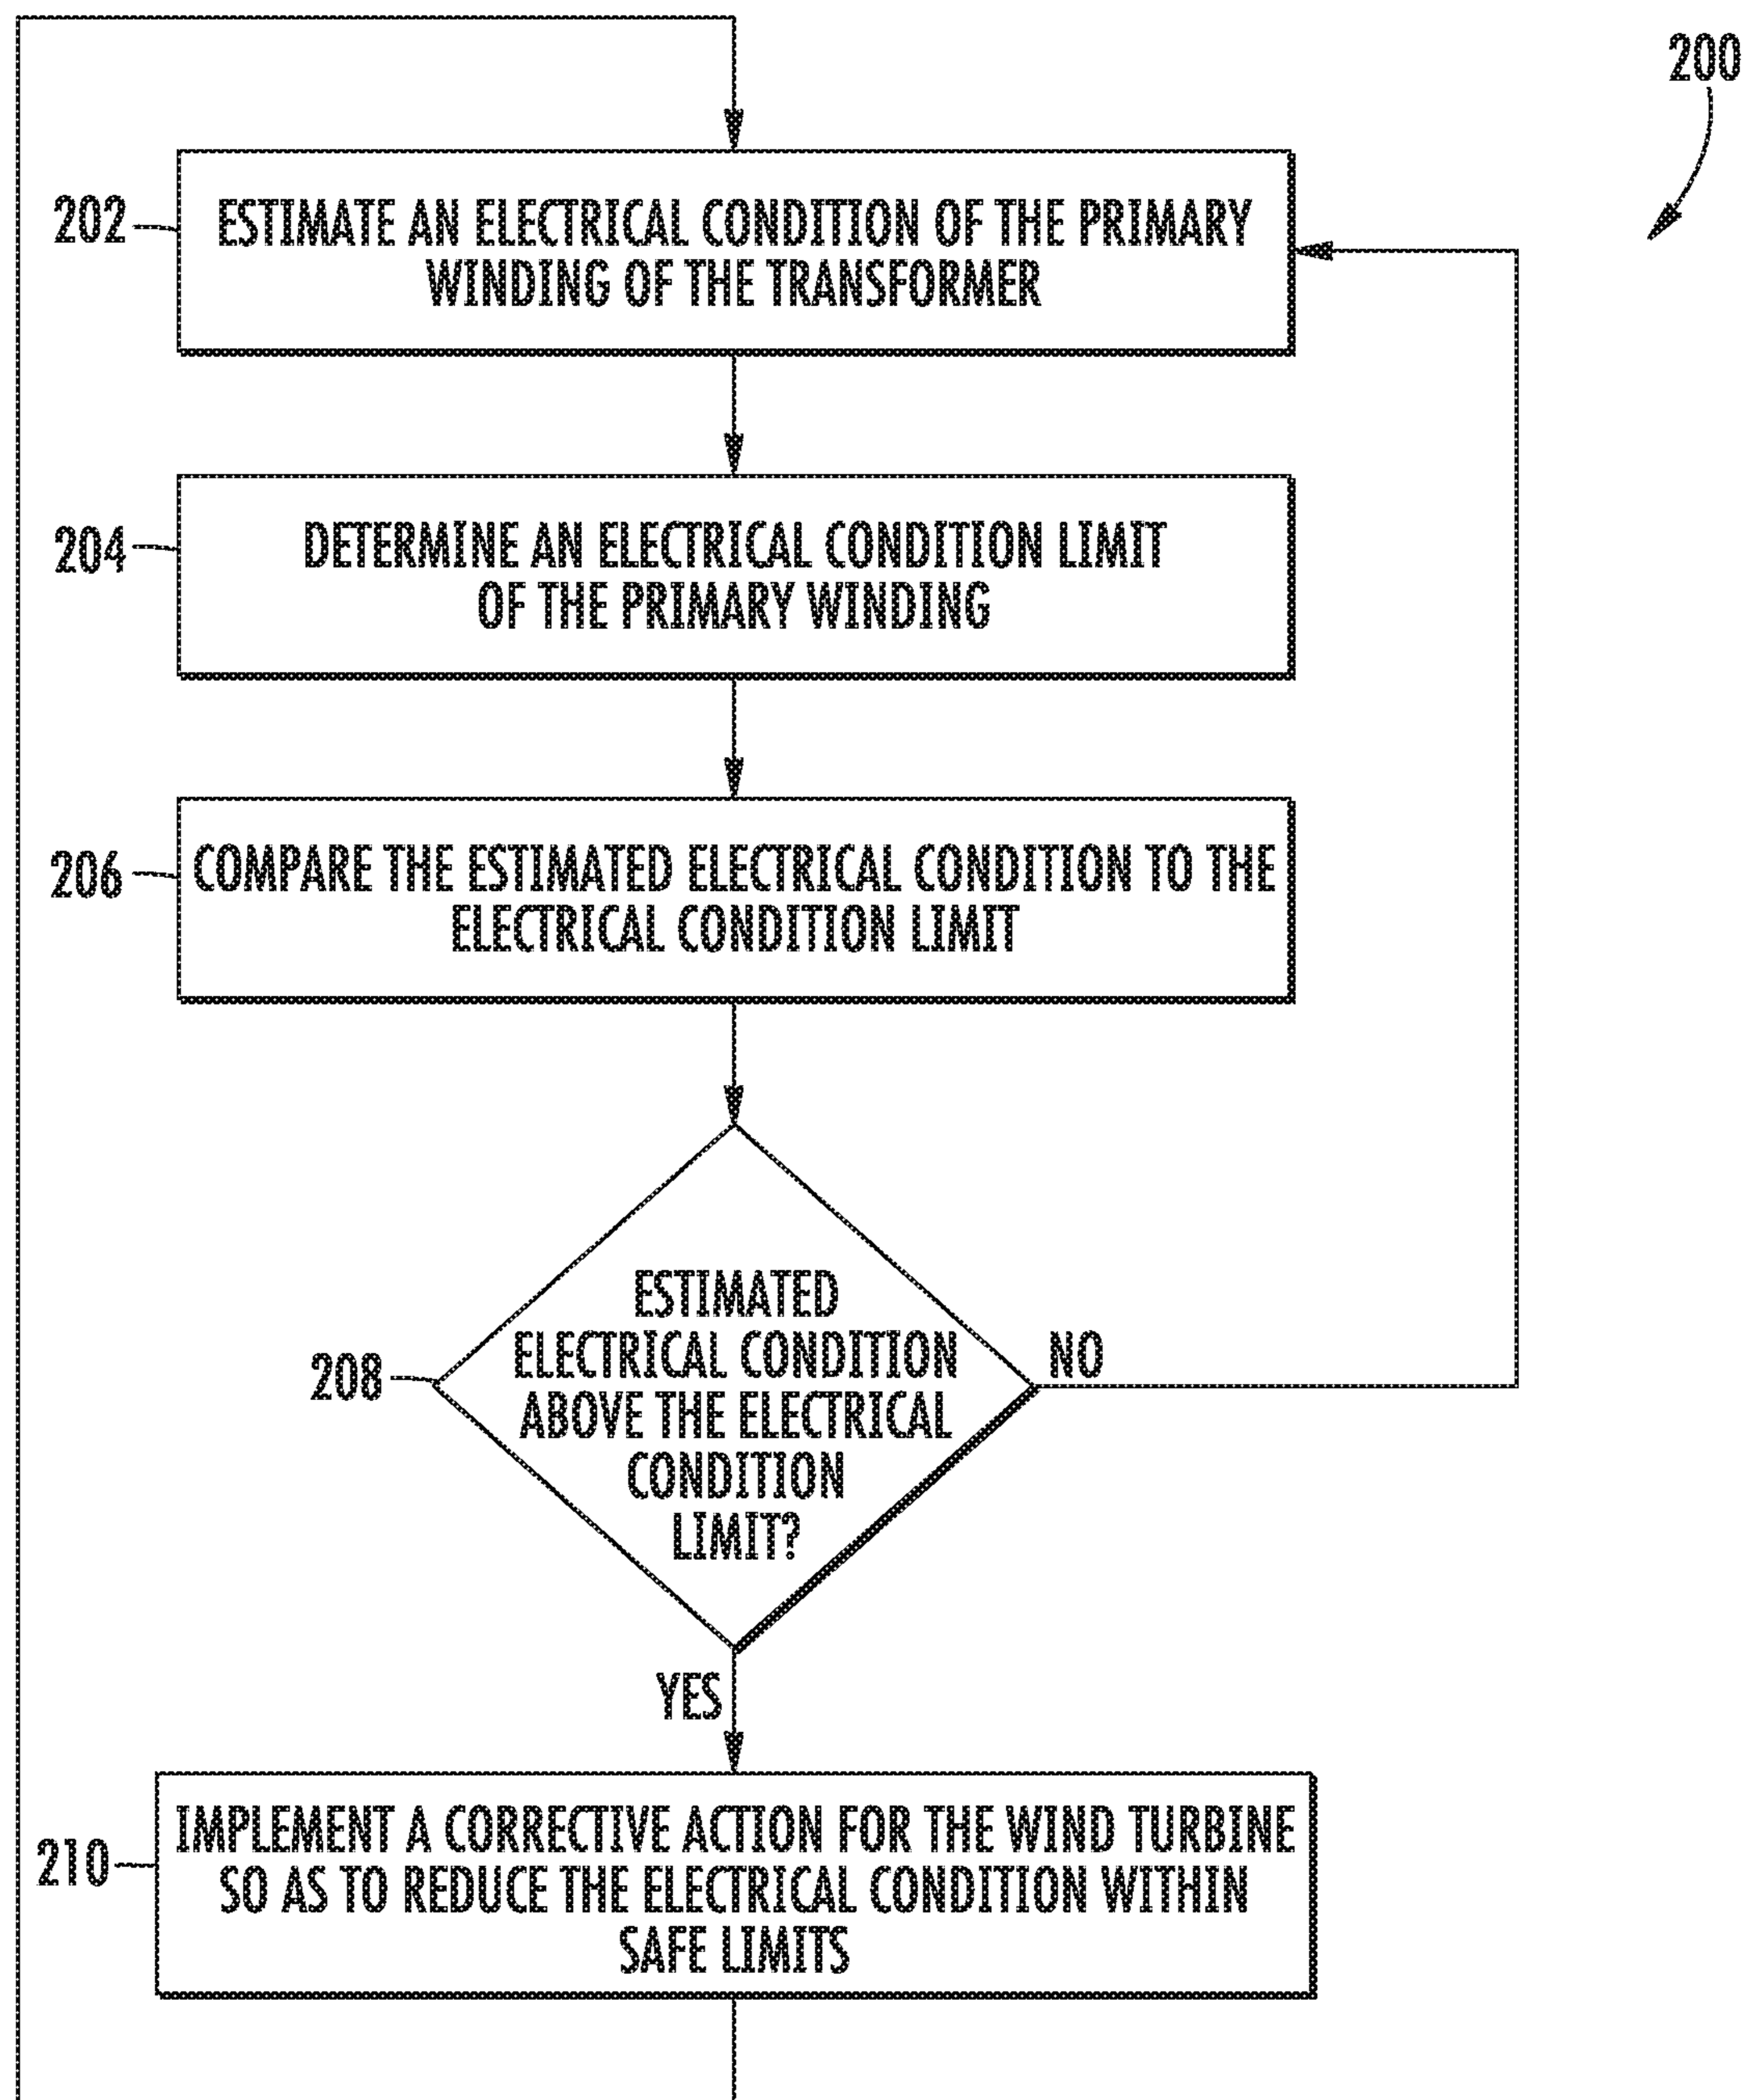 200
202
ESTIMATE AN ELECTRICAL CONDITION OF THE PRIMARY
WINDING OF THE TRANSFORMER
204
DETERMINE AN ELECTRICAL CONDITION LIMIT
OF THE PRIMARY WINDING
206
COMPARE THE ESTIMATED ELECTRICAL CONDITION TO THE
ELECTRICAL CONDITION LIMIT
208
ESTIMATED
ELECTRICAL CONDITION
ABOVE THE ELECTRICAL
CONDITION
LIMIT?
NO
YES
210
IMPLEMENT A CORRECTIVE ACTION FOR THE WIND TURBINE
SO AS TO REDUCE THE ELECTRICAL CONDITION WITHIN
SAFE LIMITS